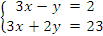 3x − y = 2
3x + 2y = 23